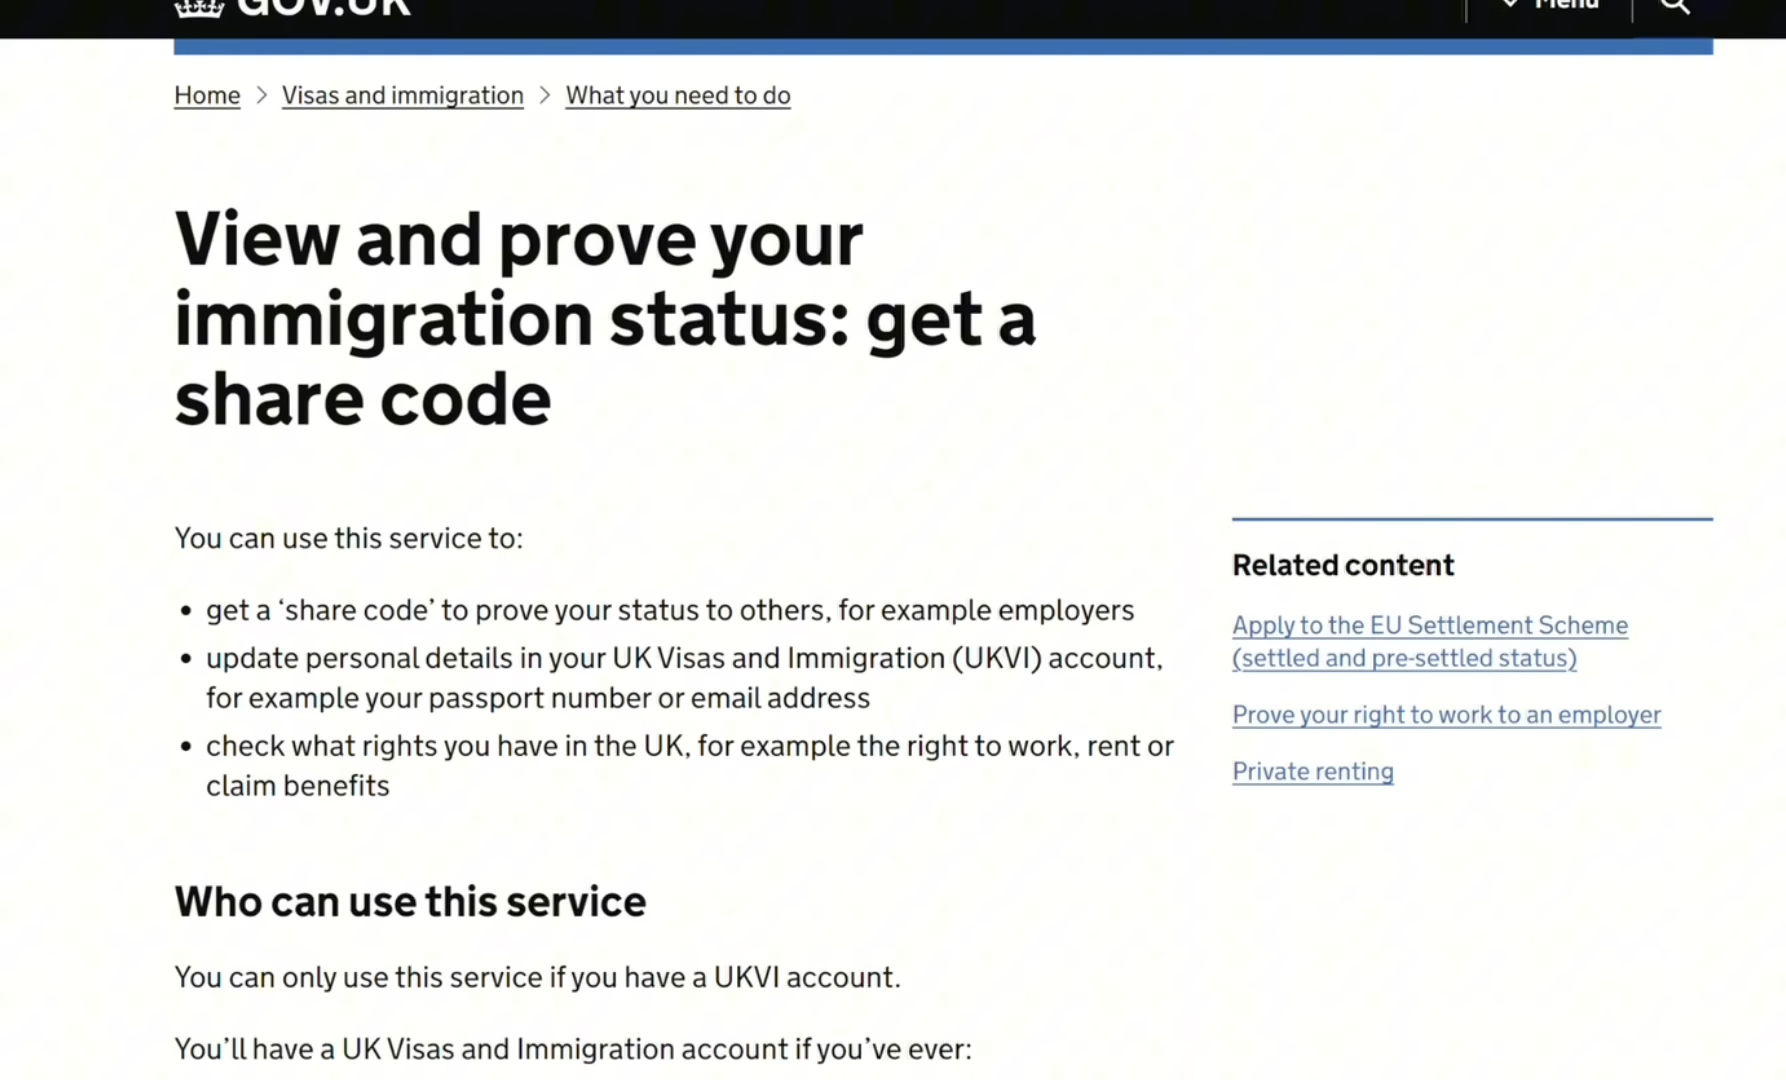 GOV.UK
Menu
Home > Visas and immigration > What you need to do
View and prove your
immigration status: get a
share code
You can use this service to:
• get a ‘share code’ to prove your status to others, for example employers
• update personal details in your UK Visas and Immigration (UKVI) account,
for example your passport number or email address
• check what rights you have in the UK, for example the right to work, rent or
claim benefits
Related content
Apply to the EU Settlement Scheme
(settled and pre-settled status)
Prove your right to work to an employer
Private renting
Who can use this service
You can only use this service if you have a UKVI account.
You’ll have a UK Visas and Immigration account if you’ve ever: